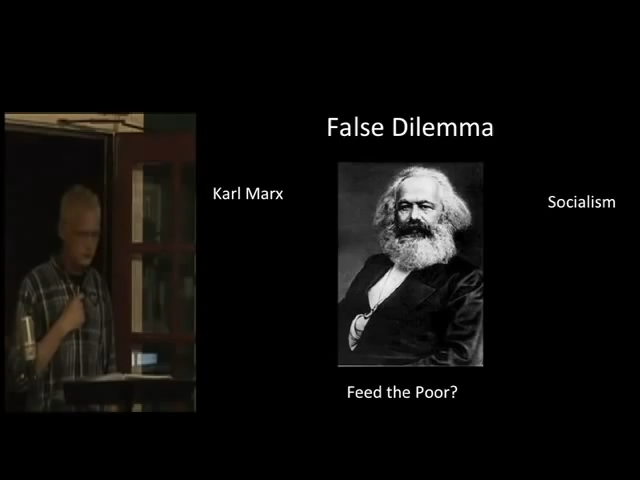 False Dilemma
Karl Marx
Socialism
Feed the Poor?